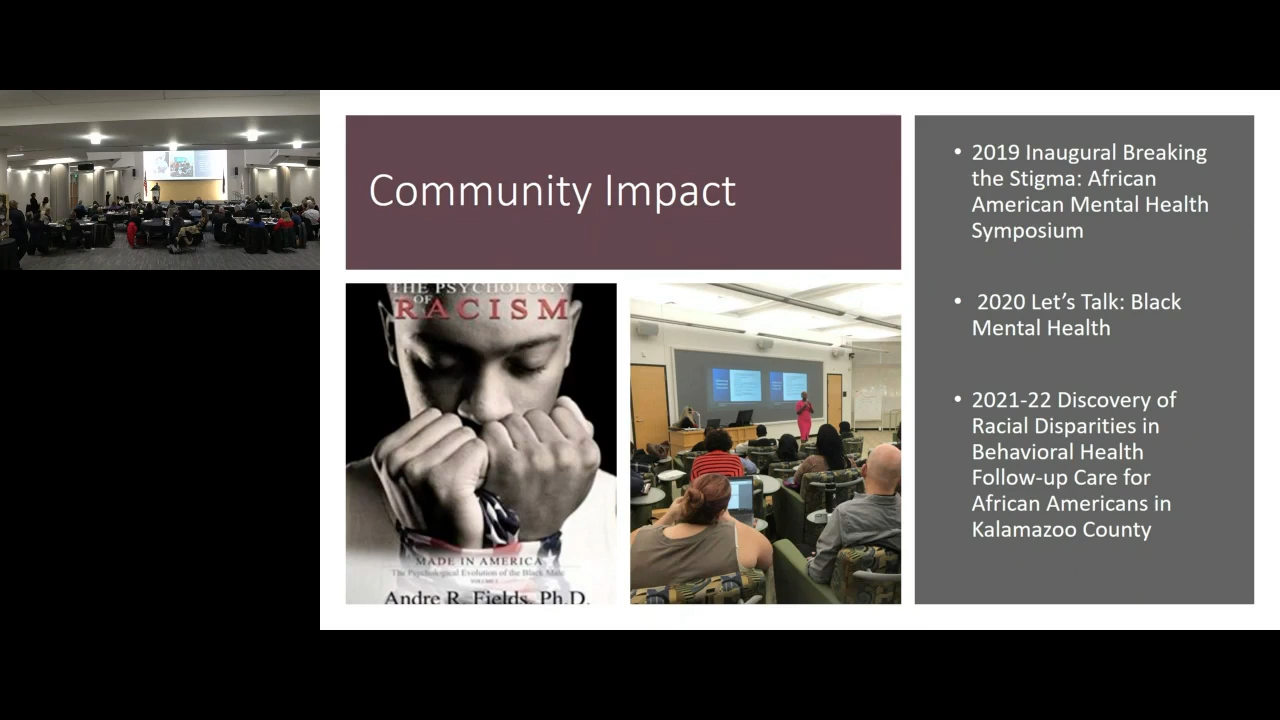 Community Impact
THE PSYCHOLOGY
OF
RACISM
MADE IN AMERICA
The Psychological Evolution of the Black Male
VOLUME I
Andre R. Fields, Ph.D.
• 2019 Inaugural Breaking
the Stigma: African
American Mental Health
Symposium
• 2020 Let’s Talk: Black
Mental Health
• 2021-22 Discovery of
Racial Disparities in
Behavioral Health
Follow-up Care for
African Americans in
Kalamazoo County